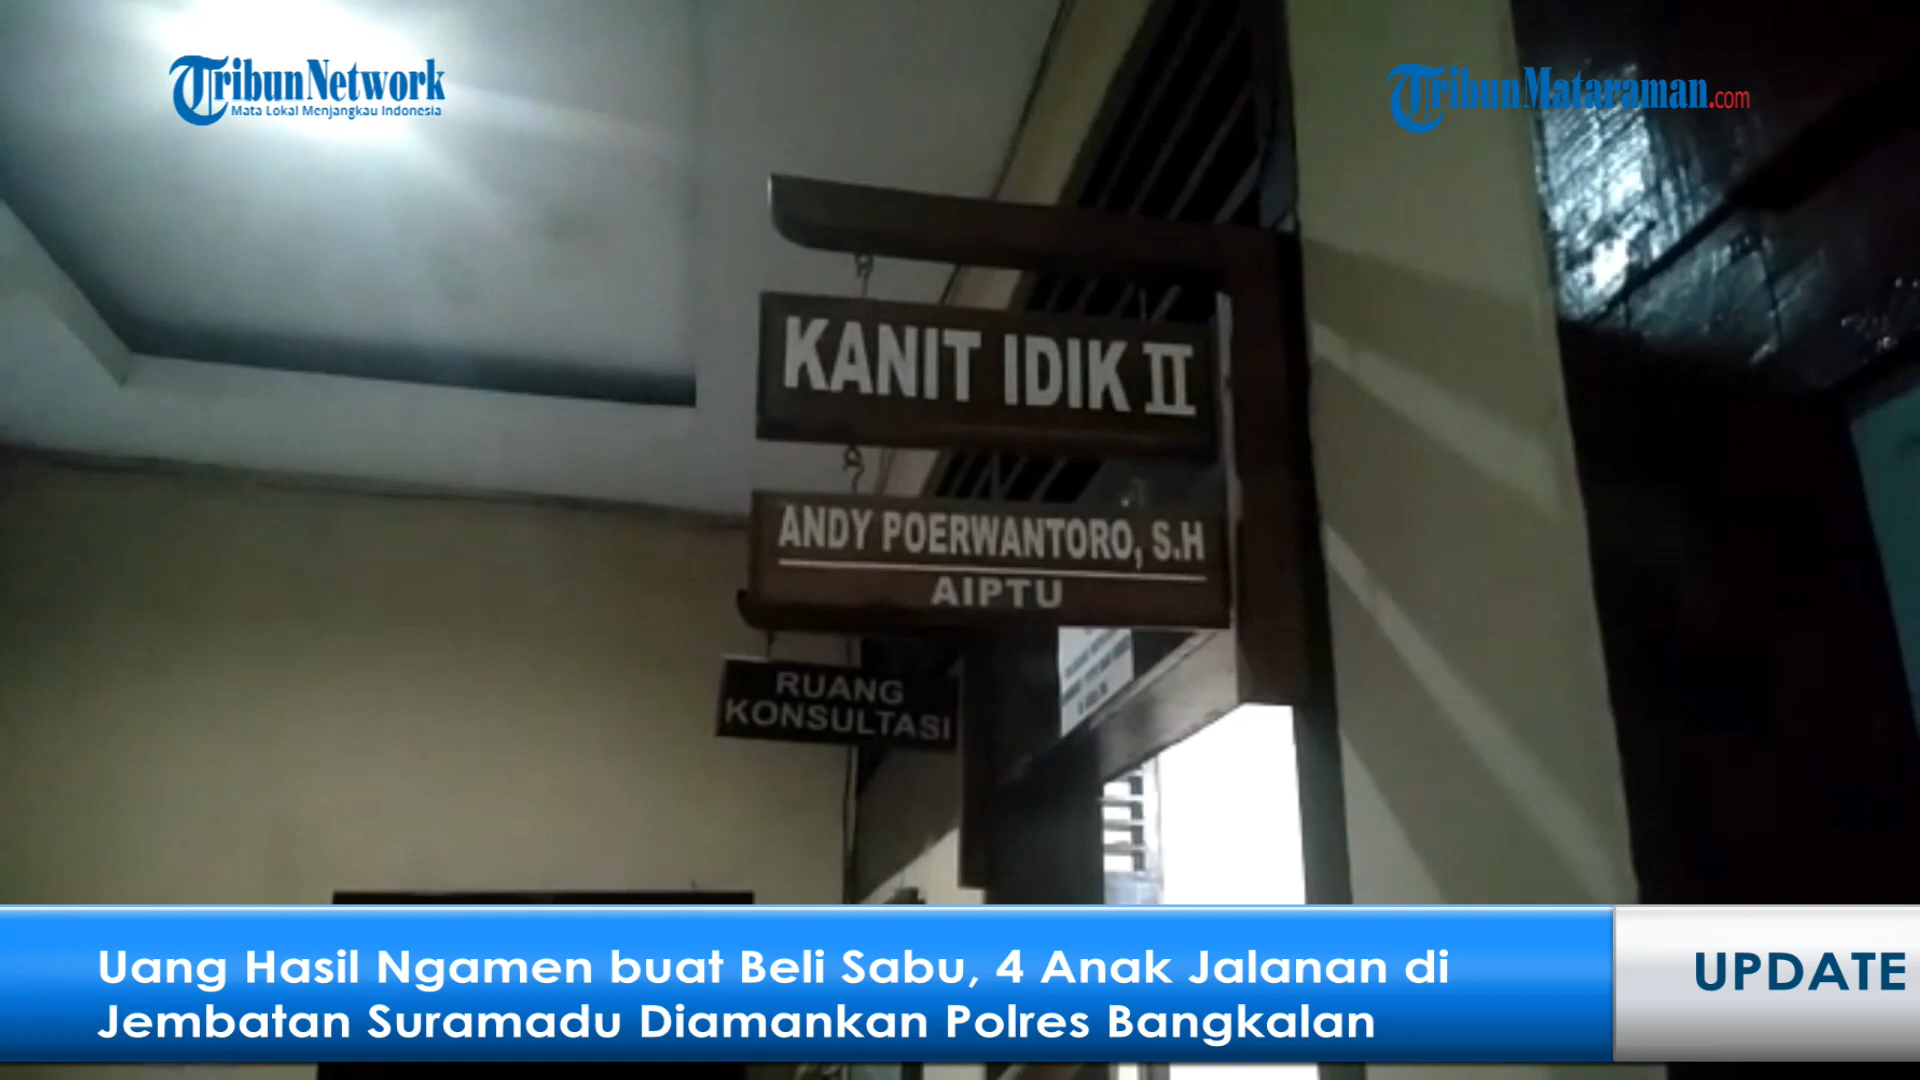 TribunNetwork
Mata Lokal Menjangkau Indonesia
TribunMataraman.com
KANIT IDIK II
ANDY POERWANTORO, S.H
AIPTU
RUANG
KONSULTASI
Uang Hasil Ngamen buat Beli Sabu, 4 Anak Jalanan di
Jembatan Suramadu Diamankan Polres Bangkalan
UPDATE